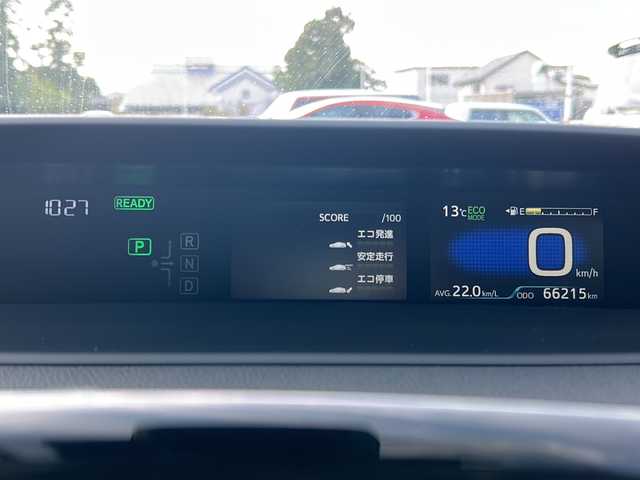 10:27
READY
P
R
N
D
SCORE /100
エコ発進
安定走行
エコ停車
13℃ ECO MODE
E F
0 km/h
AVG. 22.0 km/L
ODO 66215 km